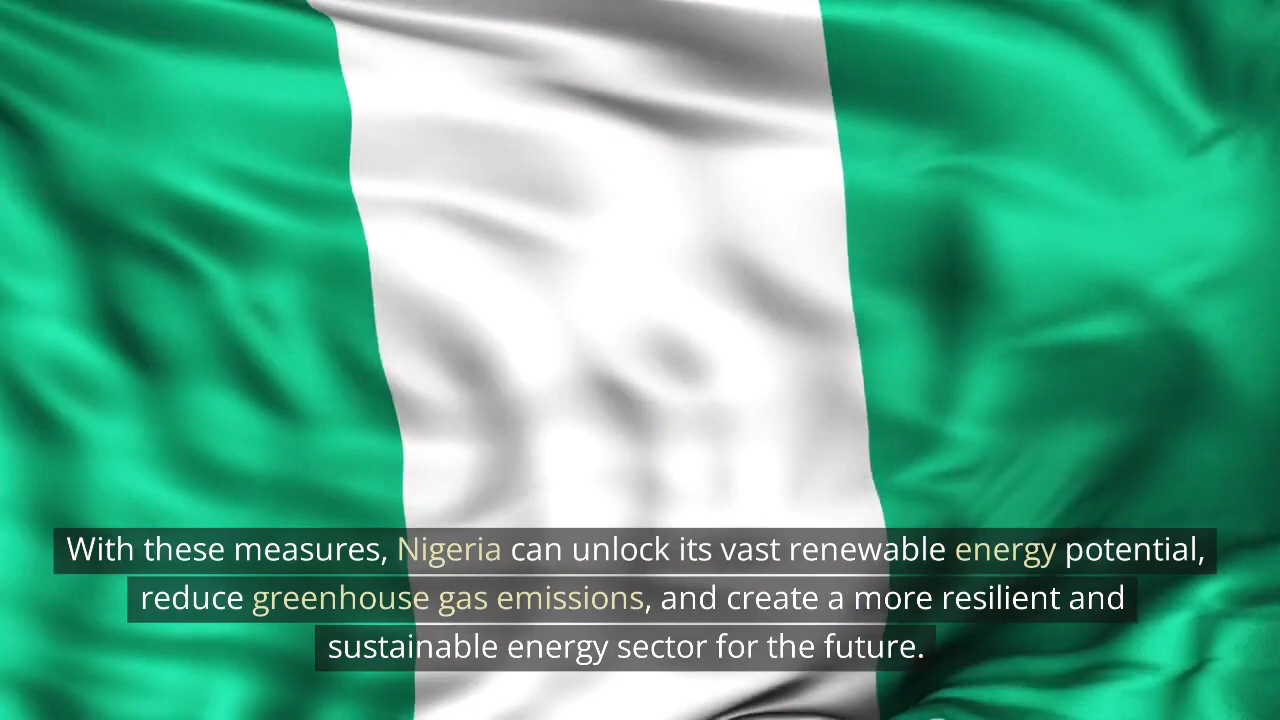 With these measures, Nigeria can unlock its vast renewable energy potential,
reduce greenhouse gas emissions, and create a more resilient and
sustainable energy sector for the future.